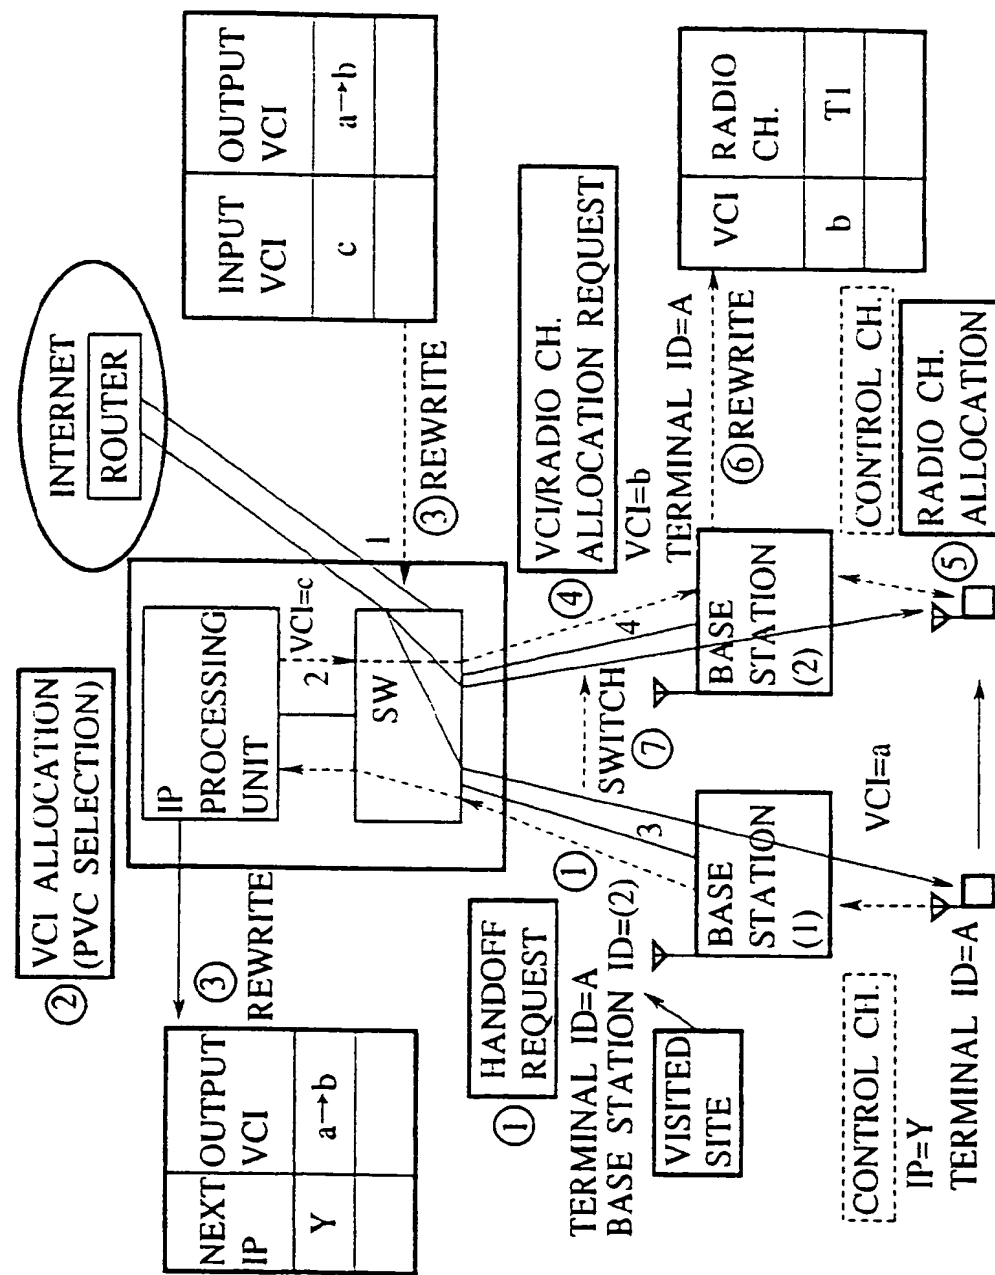 ② VCI ALLOCATION
(PVC SELECTION)
INTERNET
ROUTER
INPUT
VCI
OUTPUT
VCI
c
a→b
③ REWRITE
1
IP
PROCESSING
UNIT
2
VCI=c
SW
③
REWRITE
NEXT
IP
OUTPUT
VCI
Y
a→b
① HANDOFF
REQUEST
TERMINAL ID=A
BASE STATION ID=(2)
VISITED
SITE
①
3
4
SWITCH
⑦
④ VCI/RADIO CH.
ALLOCATION REQUEST
VCI=b
TERMINAL ID=A
⑥ REWRITE
VCI
RADIO
CH.
b
T1
BASE
STATION
(1)
BASE
STATION
(2)
CONTROL CH.
⑤ RADIO CH.
ALLOCATION
VCI=a
CONTROL CH.
IP=Y
TERMINAL ID=A